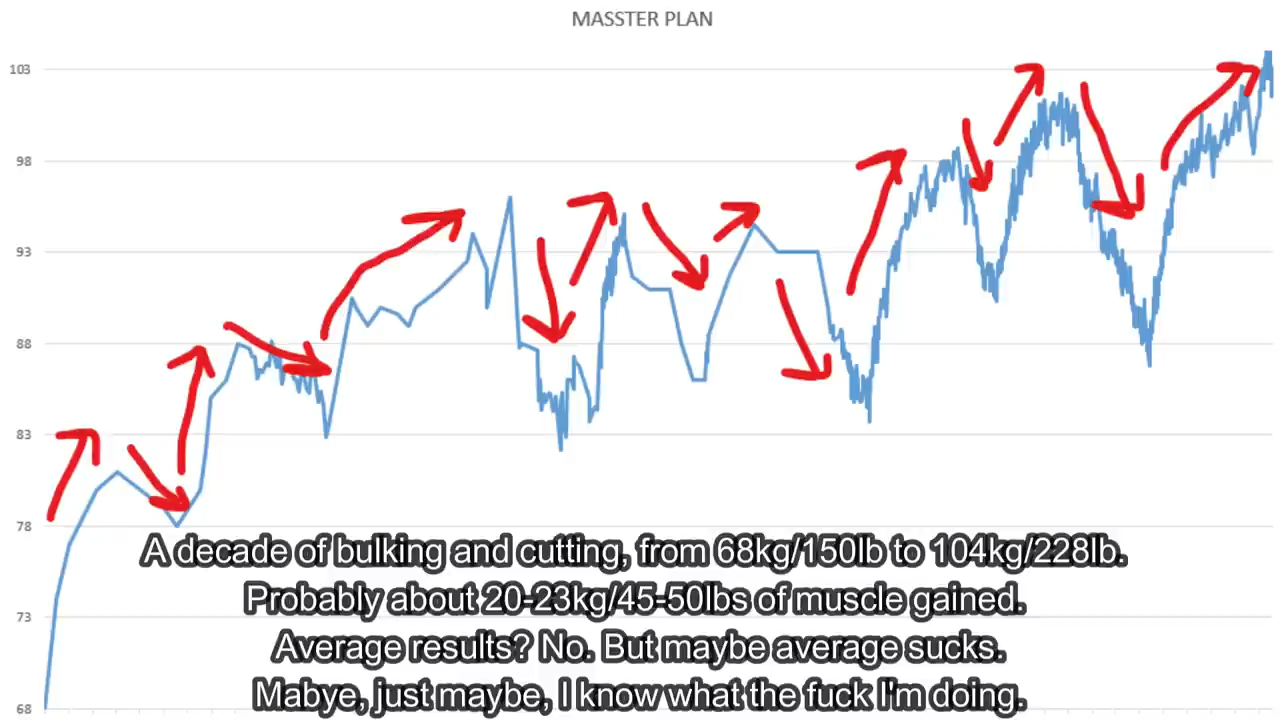 MASSTER PLAN
103
98
93
88
83
78
73
68
A decade of bulking and cutting, from 68kg/150lb to 104kg/228lb.
Probably about 20-23kg/45-50lbs of muscle gained.
Average results? No. But maybe average sucks.
Mabye, just maybe, I know what the fuck I'm doing.